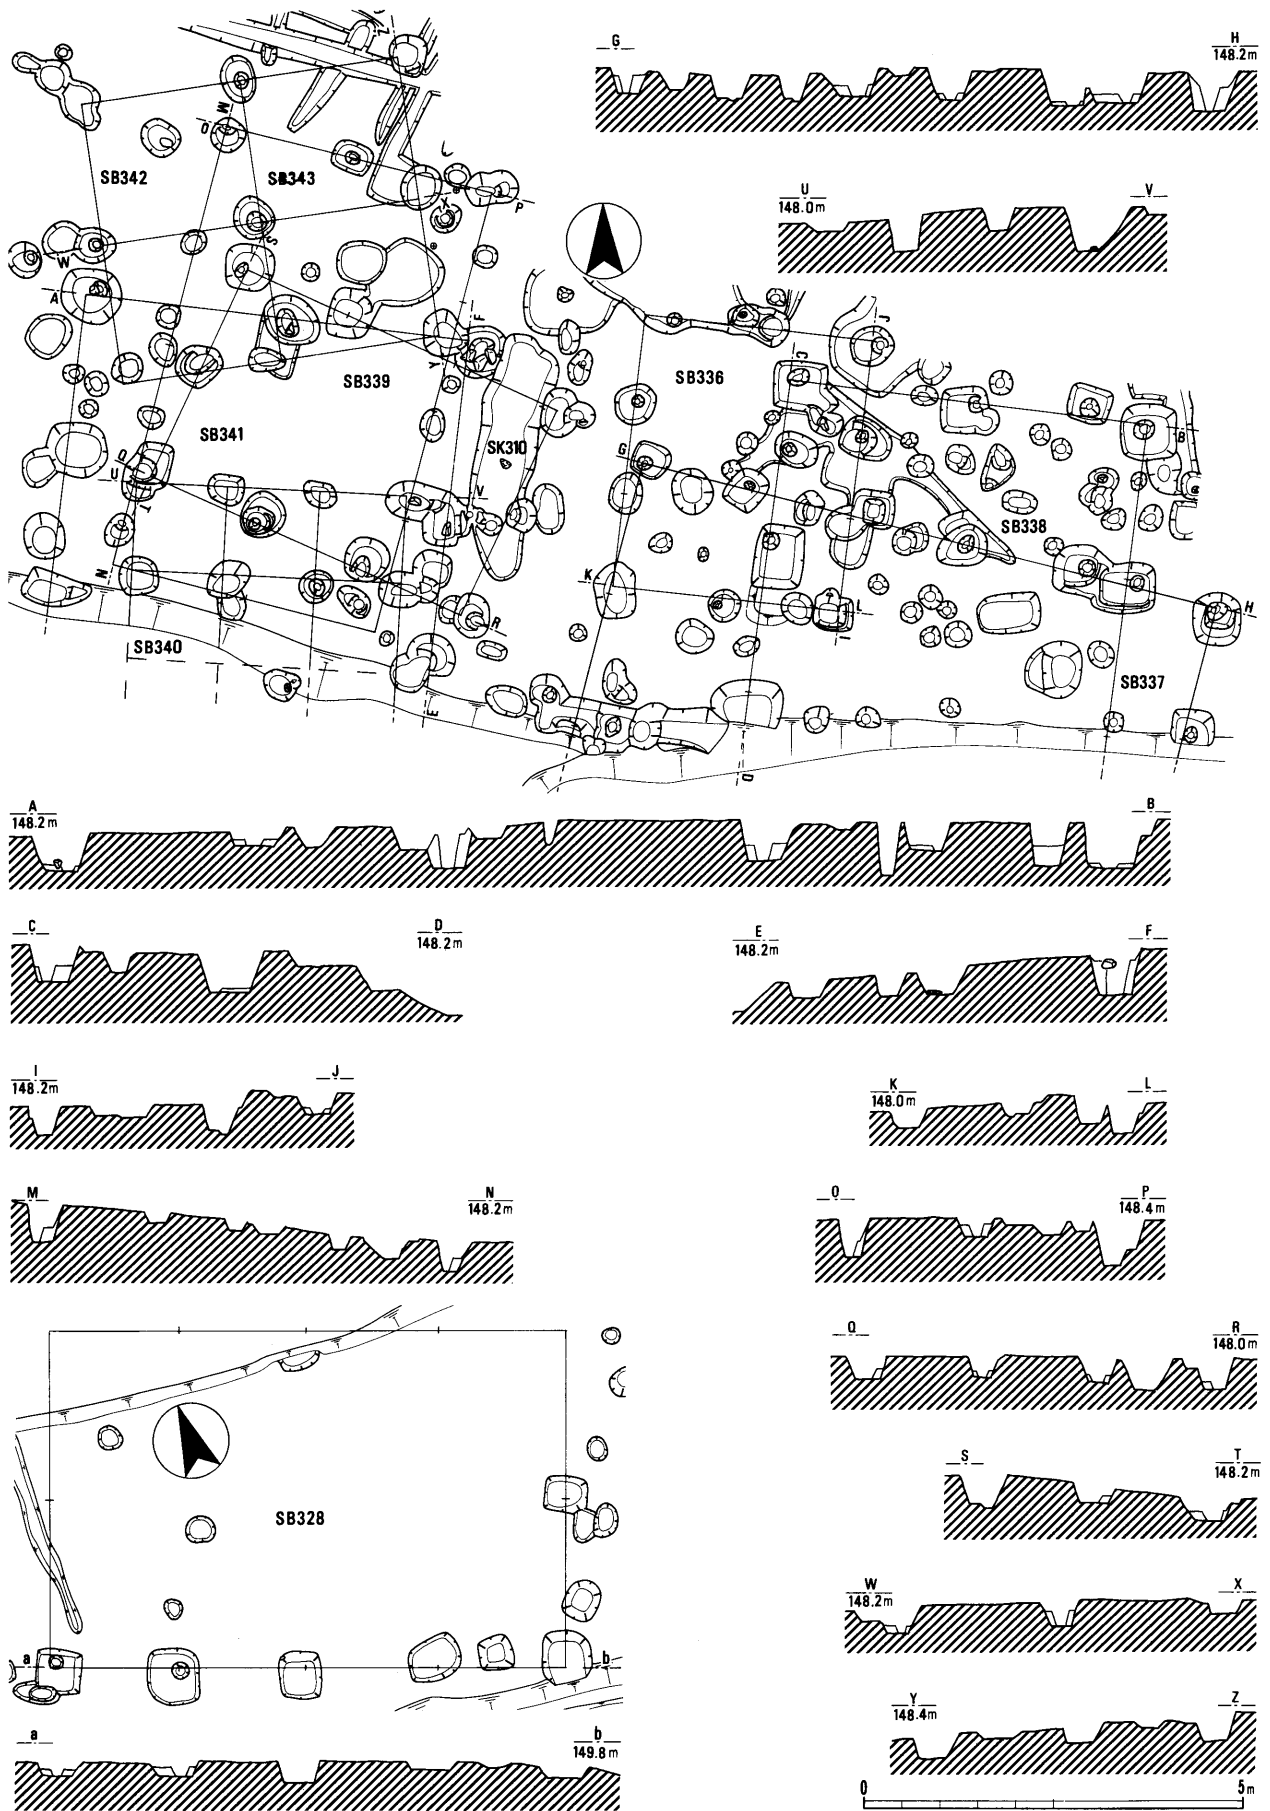 G H
148.2m
U V
148.0m
Z
M
O
SB342 SB343
X P
S
W
A F
J
Y
SB339 SB336 C
B
SB341 SK310
Q G
U V
T
SB338
N K L H
R I
SB340
SB337
E
D
A B
148.2m
C D
148.2m
E F
148.2m
I J
148.2m
K L
148.0m
M N
148.2m
O P
148.4m
Q R
148.0m
S T
148.2m
SB328
W X
148.2m
a b
Y Z
148.4m
a b
149.8m
0 5m